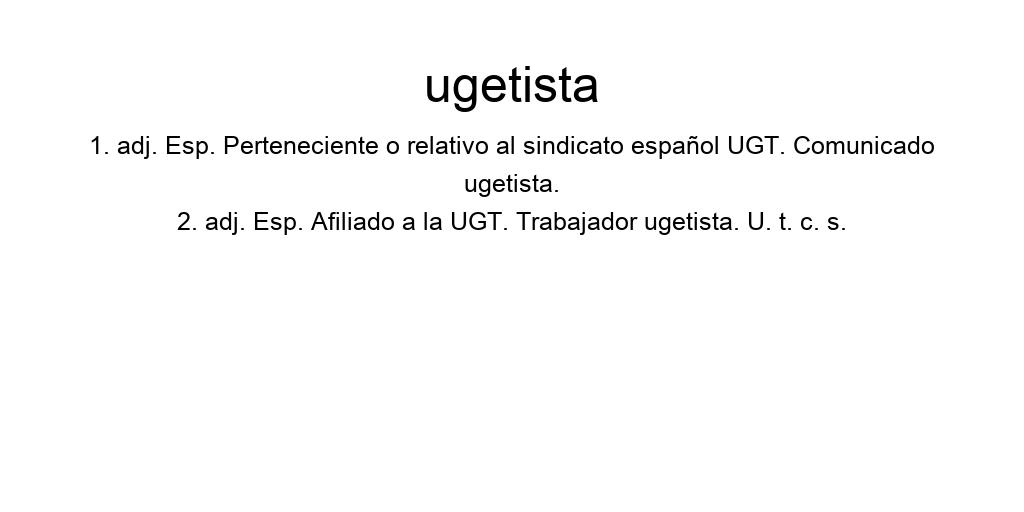 ugetista
1. adj. Esp. Perteneciente o relativo al sindicato español UGT. Comunicado
ugetista.
2. adj. Esp. Afiliado a la UGT. Trabajador ugetista. U. t. c. s.